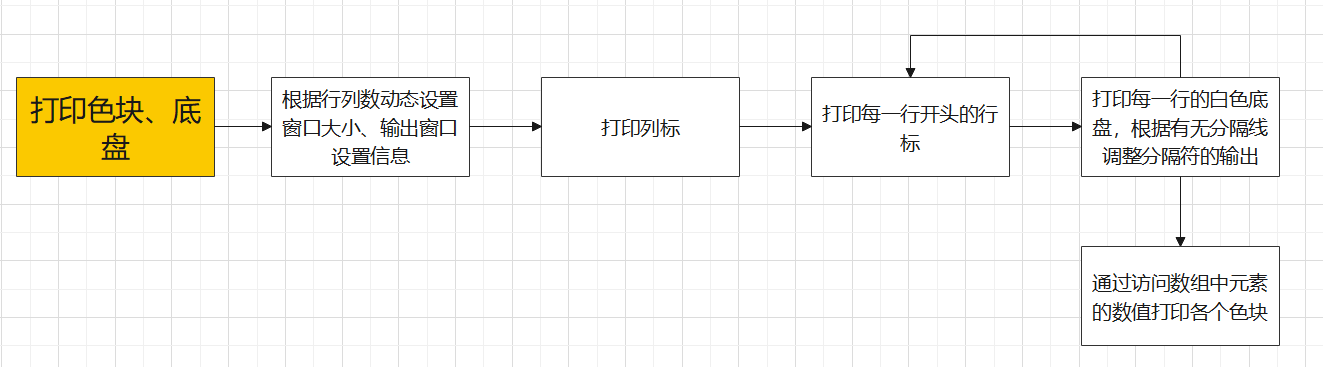 打印色块、底
盘
根据行列数动态设置
窗口大小、输出窗口
设置信息
打印列标
打印每一行开头的行
标
打印每一行的白色底
盘，根据有无分隔线
调整分隔符的输出
通过访问数组中元素
的数值打印各个色块